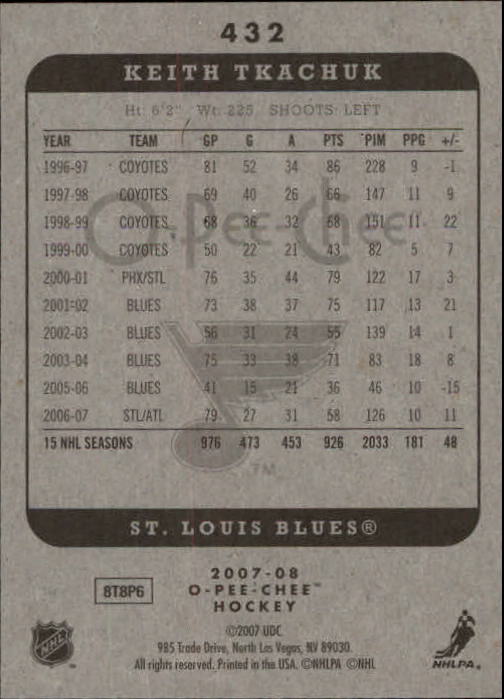 432
KEITH TKACHUK
Ht: 6'2" Wt: 225 SHOOTS: LEFT
YEAR TEAM GP G A PTS PIM PPG +/-
1996-97 COYOTES 81 52 34 86 228 9 -1
1997-98 COYOTES 69 40 26 66 147 11 9
1998-99 COYOTES 68 36 32 68 151 11 22
1999-00 COYOTES 50 22 21 43 82 5 7
2000-01 PHX/STL 76 35 44 79 122 17 3
2001-02 BLUES 73 38 37 75 117 13 21
2002-03 BLUES 56 31 24 55 139 14 1
2003-04 BLUES 75 33 38 71 83 18 8
2005-06 BLUES 41 15 21 36 46 10 -15
2006-07 STL/ATL 79 27 31 58 126 10 11
15 NHL SEASONS 976 473 453 926 2033 181 48
O-Pee-Chee
TM
ST. LOUIS BLUES®
2007-08
8T8P6 O-PEE-CHEE™
HOCKEY
©2007 UDC
985 Trade Drive, North Las Vegas, NV 89030.
All rights reserved. Printed in the USA. ©NHLPA ©NHL
NHL
NHLPA